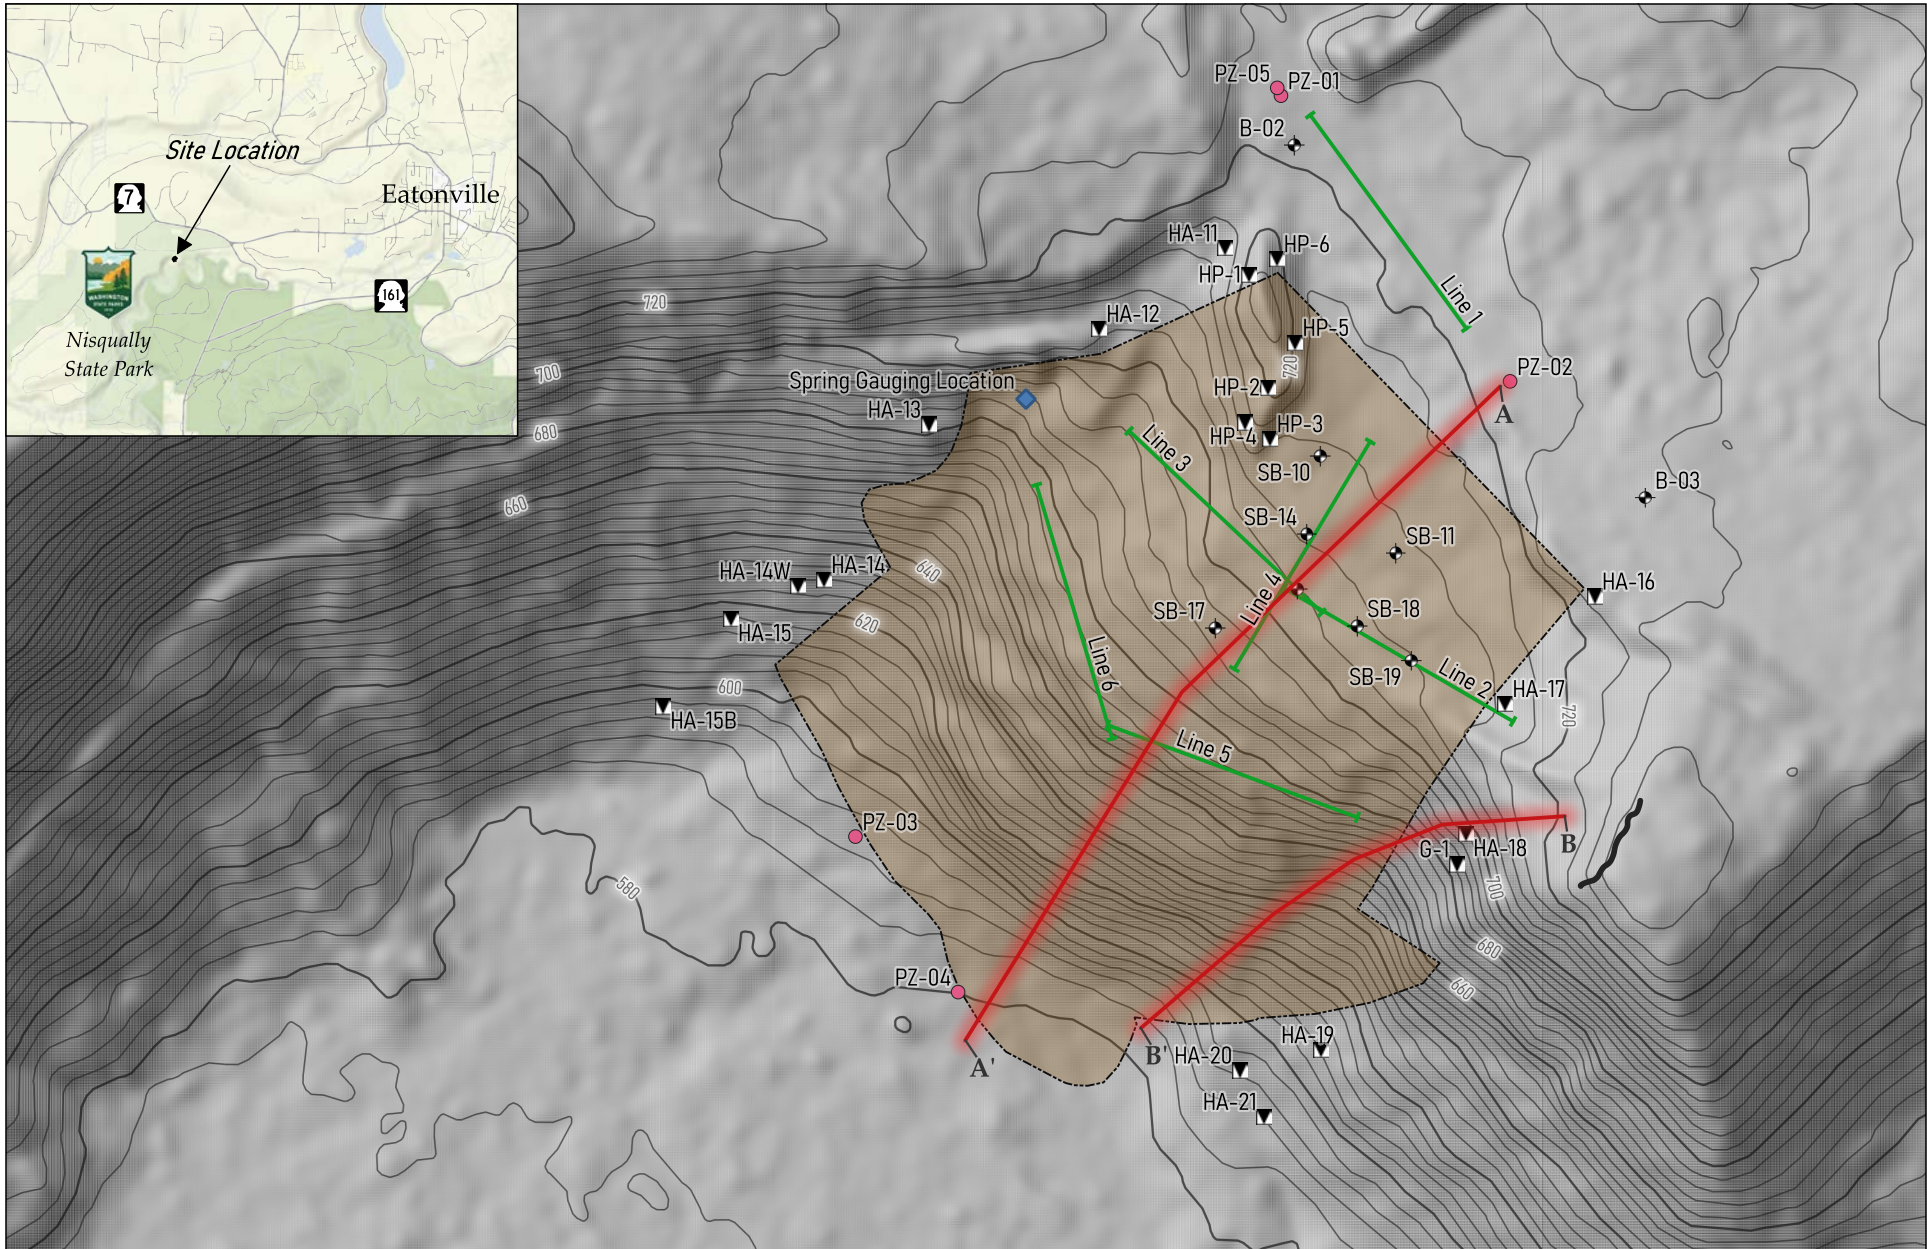 Site Location
7
Eatonville
161
WASHINGTON
STATE PARKS
Nisqually
State Park
PZ-05
PZ-01
B-02
Line 1
HA-11
HP-6
HP-1
720
HA-12
HP-5
720
PZ-02
A
700
Spring Gauging Location
HP-2
HA-13
HP-4
HP-3
680
Line 3
SB-10
B-03
660
SB-14
SB-11
HA-14W
HA-14
640
HA-16
Line 4
SB-17
SB-18
HA-15
620
Line 6
SB-19
Line 2
HA-17
600
HA-15B
720
Line 5
PZ-03
G-1
HA-18
B
580
700
680
PZ-04
660
A'
B'
HA-19
HA-20
HA-21